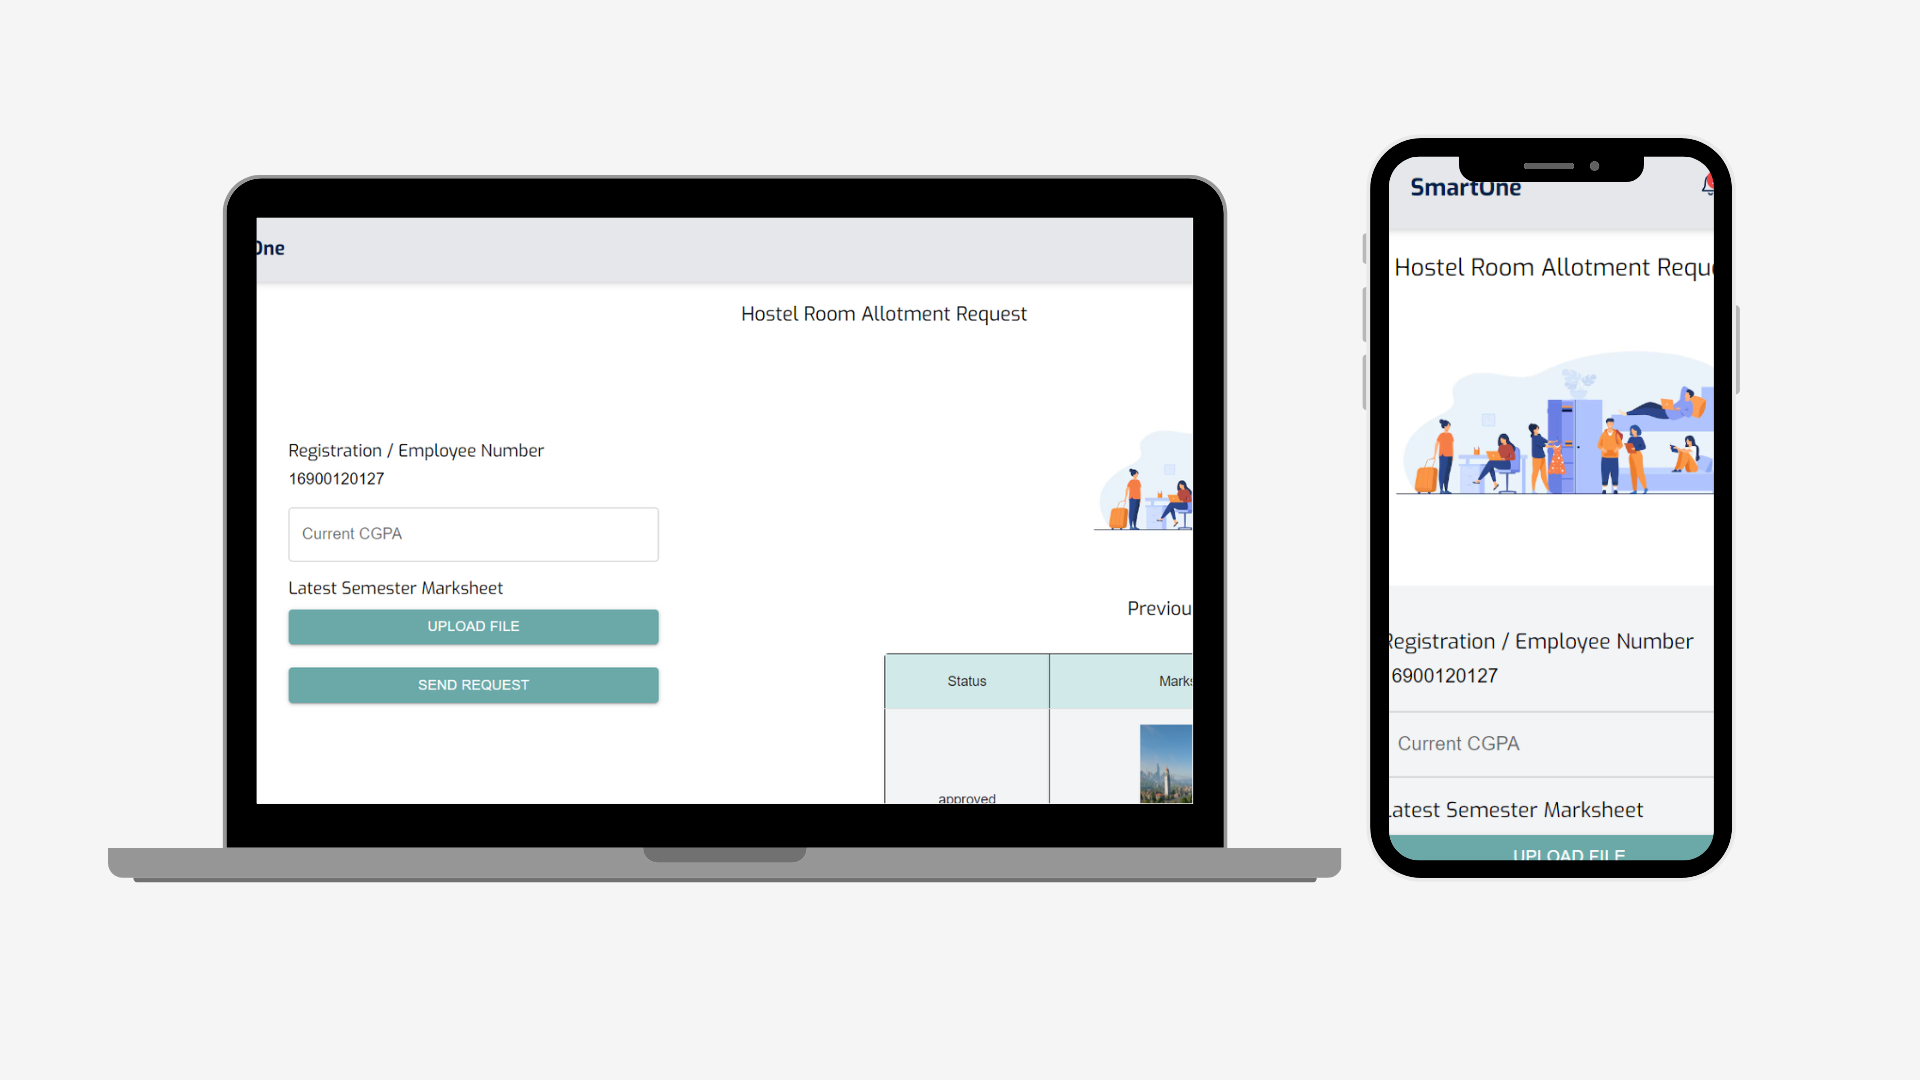 One
Hostel Room Allotment Request
Registration / Employee Number
16900120127
Current CGPA
Latest Semester Marksheet
UPLOAD FILE
SEND REQUEST
Previou
Status
Marks
approved
SmartOne
Hostel Room Allotment Reque
Registration / Employee Number
6900120127
Current CGPA
Latest Semester Marksheet
UPLOAD FILE